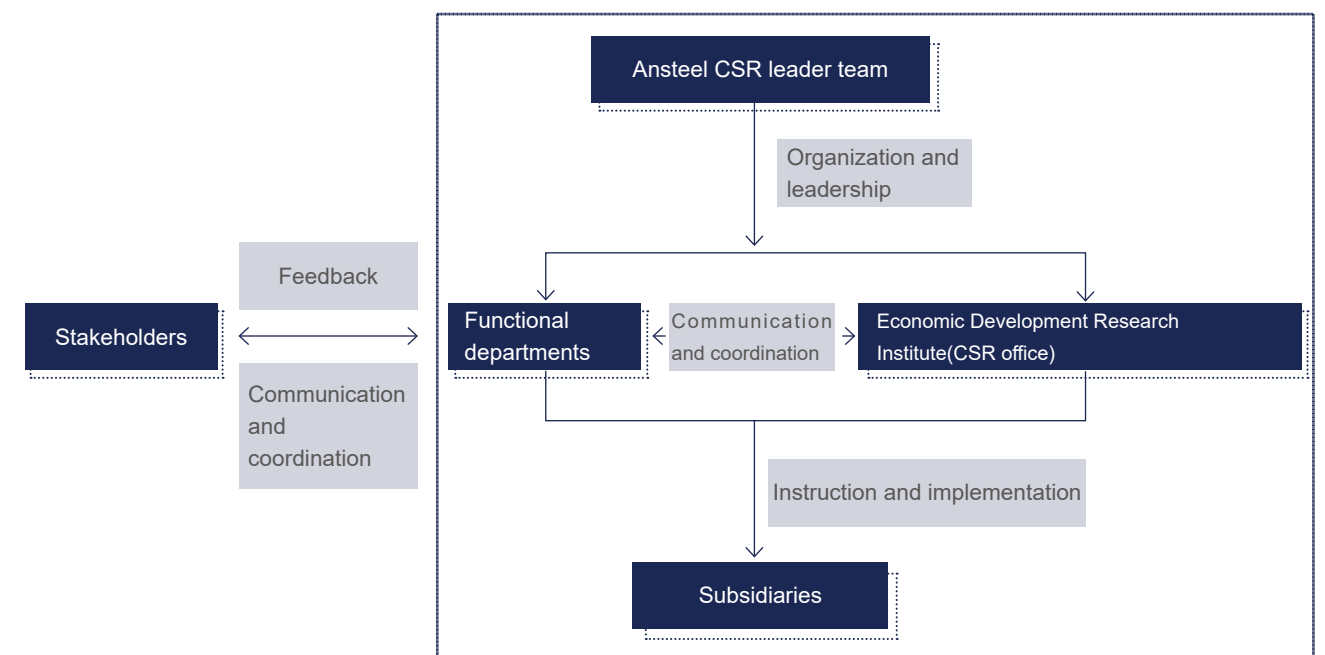 Ansteel CSR leader team
Organization and
leadership
Feedback
Stakeholders
Communication
and
coordination
Functional
departments
Communication
and coordination
Economic Development Research
Institute(CSR office)
Instruction and implementation
Subsidiaries